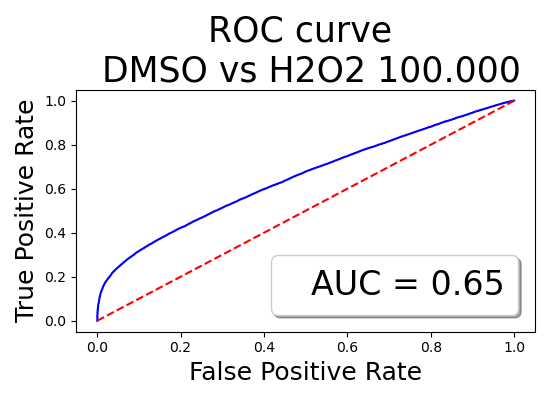 ROC curve
DMSO vs H2O2 100.000
True Positive Rate
1.0
0.8
0.6
0.4
0.2
0.0
AUC = 0.65
0.0 0.2 0.4 0.6 0.8 1.0
False Positive Rate